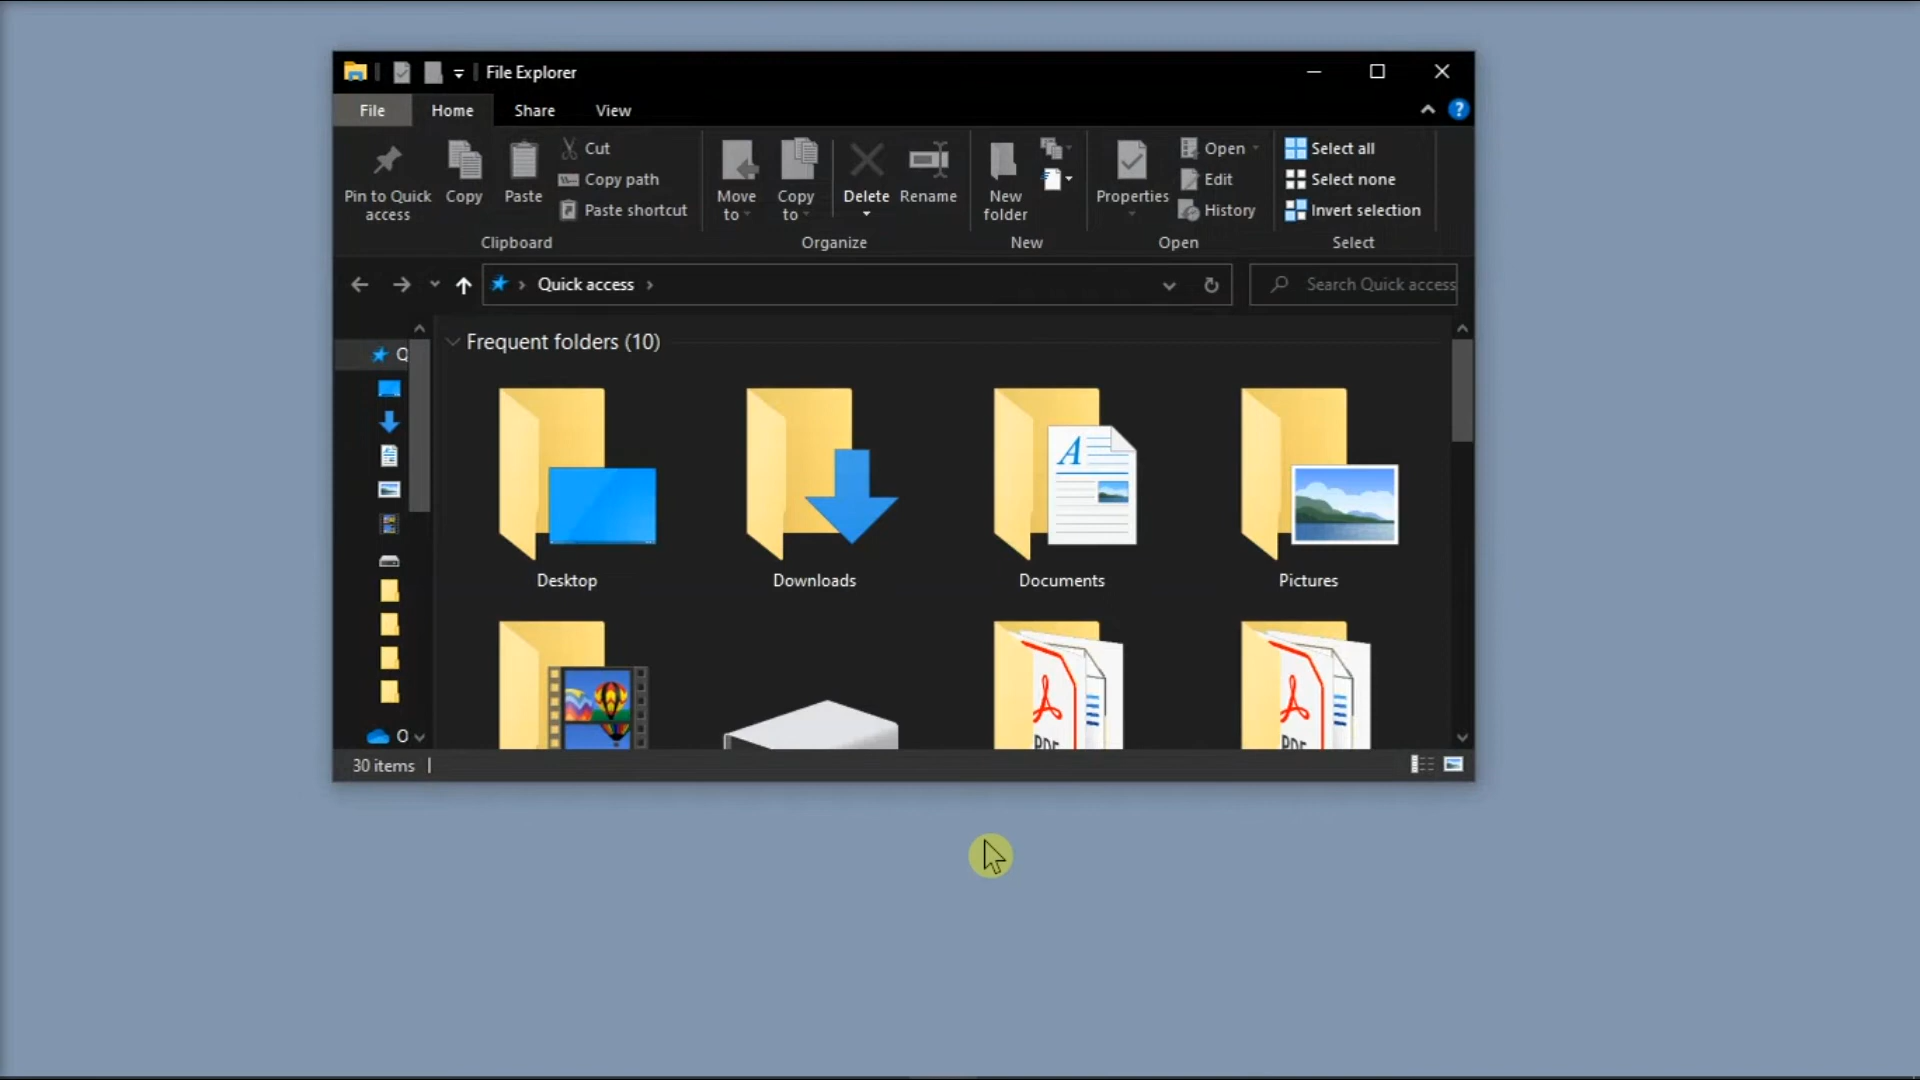 File Explorer
File Home Share View
?
Pin to Quick access
Copy
Paste
Cut
Copy path
Paste shortcut
Clipboard
Move to
Copy to
Delete
Rename
Organize
New folder
New
Properties
Open
Edit
History
Open
Select all
Select none
Invert selection
Select
Quick access
Search Quick access
Q
O
Frequent folders (10)
Desktop
Downloads
Documents
Pictures
A
PDF
PDF
30 items